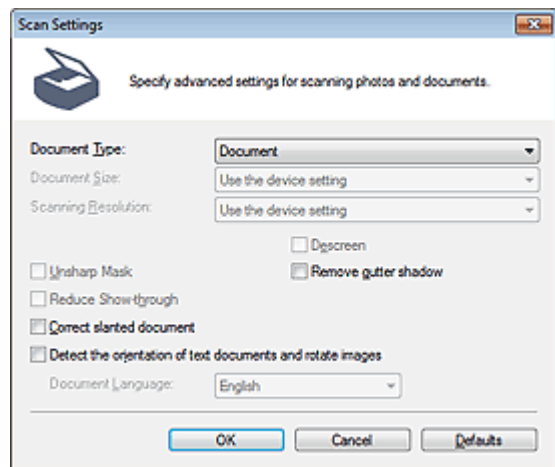 Scan Settings
Specify advanced settings for scanning photos and documents.
Document Type: Document
Document Size: Use the device setting
Scanning Resolution: Use the device setting
Descreen
Unsharp Mask Remove gutter shadow
Reduce Show-through
Correct slanted document
Detect the orientation of text documents and rotate images
Document Language: English
OK Cancel Defaults